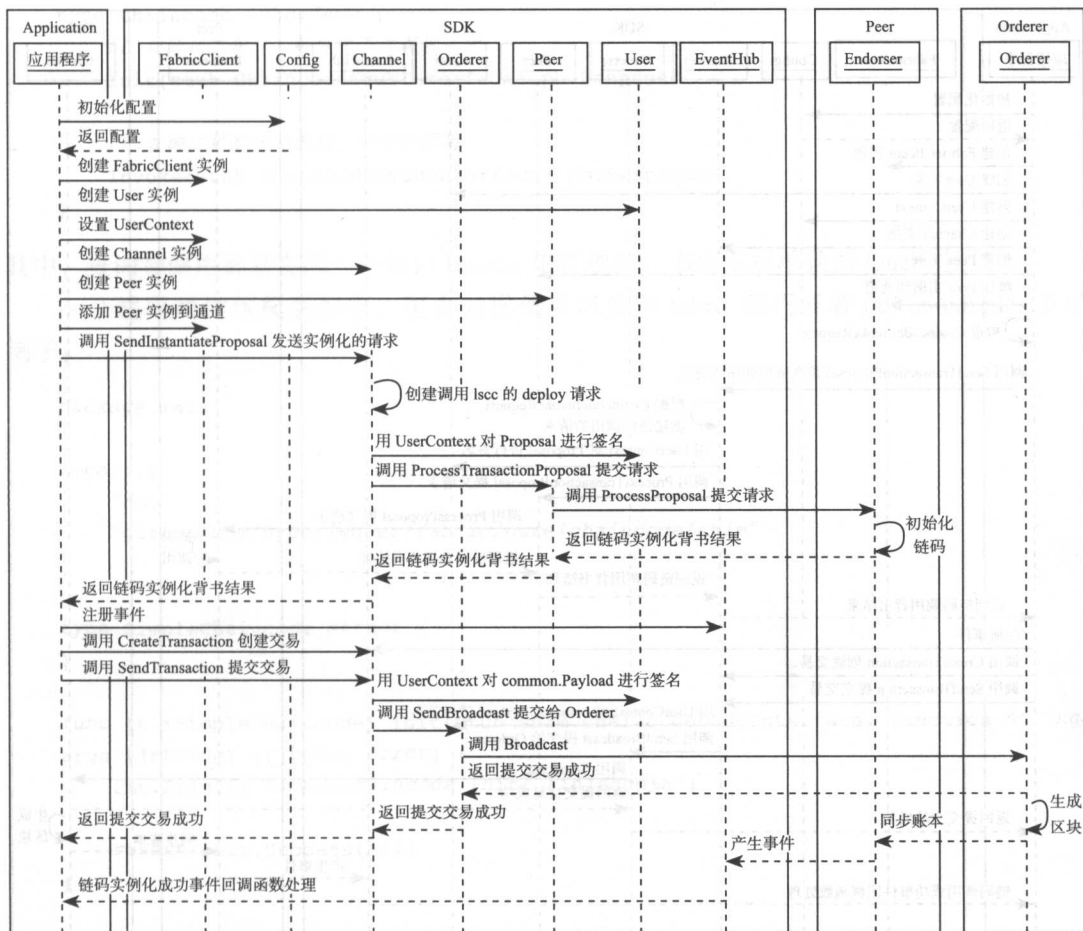 Application
SDK
Peer
Orderer
应用程序
FabricClient
Config
Channel
Orderer
Peer
User
EventHub
Endorser
Orderer
初始化配置
返回配置
创建 FabricClient 实例
创建 User 实例
设置 UserContext
创建 Channel 实例
创建 Peer 实例
添加 Peer 实例到通道
调用 SendInstantiateProposal 发送实例化的请求
创建调用 lscc 的 deploy 请求
用 UserContext 对 Proposal 进行签名
调用 ProcessTransactionProposal 提交请求
调用 ProcessProposal 提交请求
初始化
链码
返回链码实例化背书结果
返回链码实例化背书结果
返回链码实例化背书结果
注册事件
调用 CreateTransaction 创建交易
调用 SendTransaction 提交交易
用 UserContext 对 common.Payload 进行签名
调用 SendBroadcast 提交给 Orderer
调用 Broadcast
返回提交交易成功
生成
区块
返回提交交易成功
返回提交交易成功
同步账本
产生事件
链码实例化成功事件回调函数处理